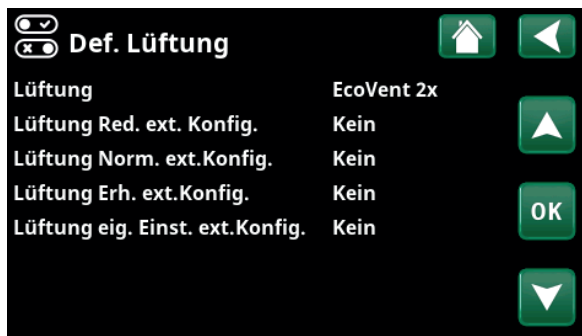 Def. Lüftung
Lüftung EcoVent 2x
Lüftung Red. ext. Konfig. Kein
Lüftung Norm. ext.Konfig. Kein
Lüftung Erh. ext.Konfig. Kein
Lüftung eig. Einst. ext.Konfig. Kein
OK